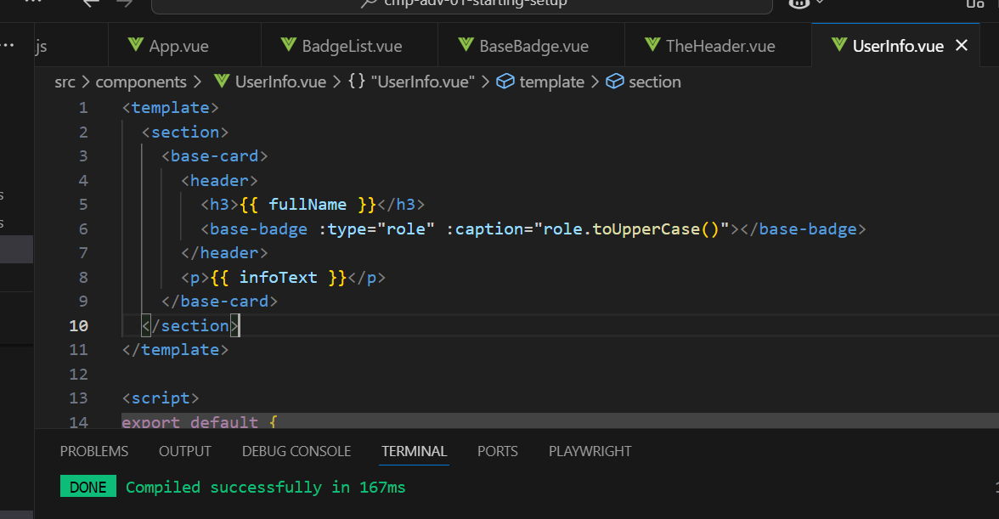 cmp-adv-01-starting-setup
js App.vue BadgeList.vue BaseBadge.vue TheHeader.vue UserInfo.vue
src > components > UserInfo.vue > {} "UserInfo.vue" > template > section
1 <template>
2 <section>
3 <base-card>
4 <header>
5 <h3>{{ fullName }}</h3>
6 <base-badge :type="role" :caption="role.toUpperCase()"></base-badge>
7 </header>
8 <p>{{ infoText }}</p>
9 </base-card>
10 </section>
11 </template>
12
13 <script>
14 export default {
PROBLEMS OUTPUT DEBUG CONSOLE TERMINAL PORTS PLAYWRIGHT
DONE Compiled successfully in 167ms